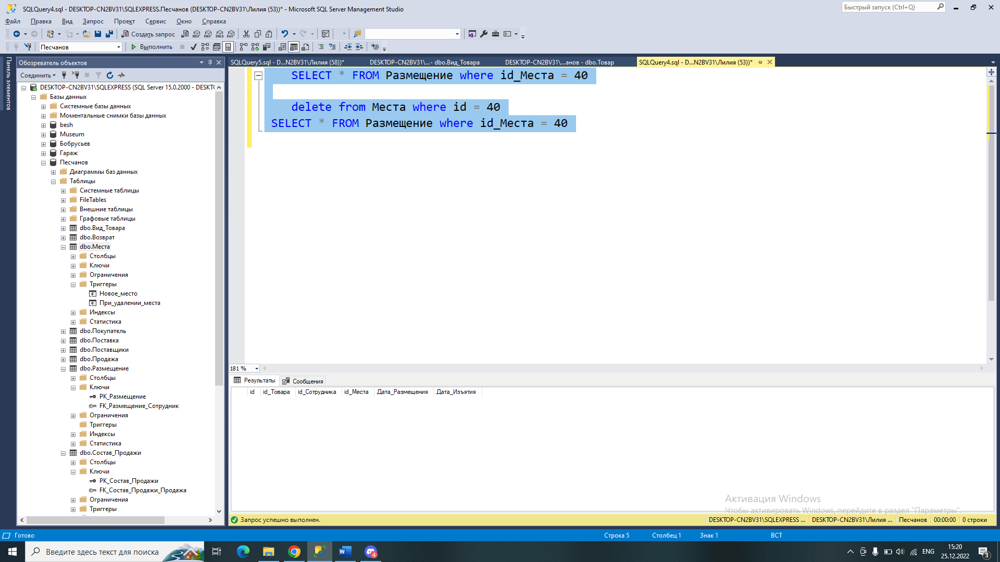 SQLQuery4.sql - DESKTOP-CN2BV31\SQLEXPRESS.Песчанов (DESKTOP-CN2BV31\Лилия (53))* - Microsoft SQL Server Management Studio
Быстрый запуск (Ctrl+Q)
Файл Правка Вид Запрос Проект Сервис Окно Справка
Создать запрос
MDX DMX XMLA DAX
Песчанов
Выполнить
Панель элементов
Обозреватель объектов
SQLQuery5.sql - D...N2BV31\Лилия (58))*
DESKTOP-CN2BV31\...- dbo.Вид_Товара
DESKTOP-CN2BV31\...анов - dbo.Товар
SQLQuery4.sql - D...N2BV31\Лилия (53))*
Соединить
DESKTOP-CN2BV31\SQLEXPRESS (SQL Server 15.0.2000 - DESKTO
Базы данных
Системные базы данных
Моментальные снимки базы данных
besh
Museum
Бобрусьев
Гараж
Песчанов
Диаграммы баз данных
Таблицы
Системные таблицы
FileTables
Внешние таблицы
Графовые таблицы
dbo.Вид_Товара
dbo.Возврат
dbo.Места
Столбцы
Ключи
Ограничения
Триггеры
Новое_место
При_удалении_места
Индексы
Статистика
dbo.Покупатель
dbo.Поставка
dbo.Поставщики
dbo.Продажа
dbo.Размещение
Столбцы
Ключи
PK_Размещение
FK_Размещение_Сотрудник
Ограничения
Триггеры
Индексы
Статистика
dbo.Состав_Продажи
Столбцы
Ключи
PK_Состав_Продажи
FK_Состав_Продажи_Продажа
Ограничения
Триггеры
SELECT * FROM Размещение where id_Места = 40
delete from Места where id = 40
SELECT * FROM Размещение where id_Места = 40
181 %
Результаты Сообщения
id id_Товара id_Сотрудника id_Места Дата_Размещения Дата_Изъятия
Активация Windows
Чтобы активировать Windows, перейдите в раздел "Параметры".
Запрос успешно выполнен.
DESKTOP-CN2BV31\SQLEXPRESS ... DESKTOP-CN2BV31\Лилия ... Песчанов 00:00:00 0 строки
Готово
Строка 5 Столбец 1 Знак 1 ВСТ
Введите здесь текст для поиска
4
ENG
15:20
25.12.2022
3